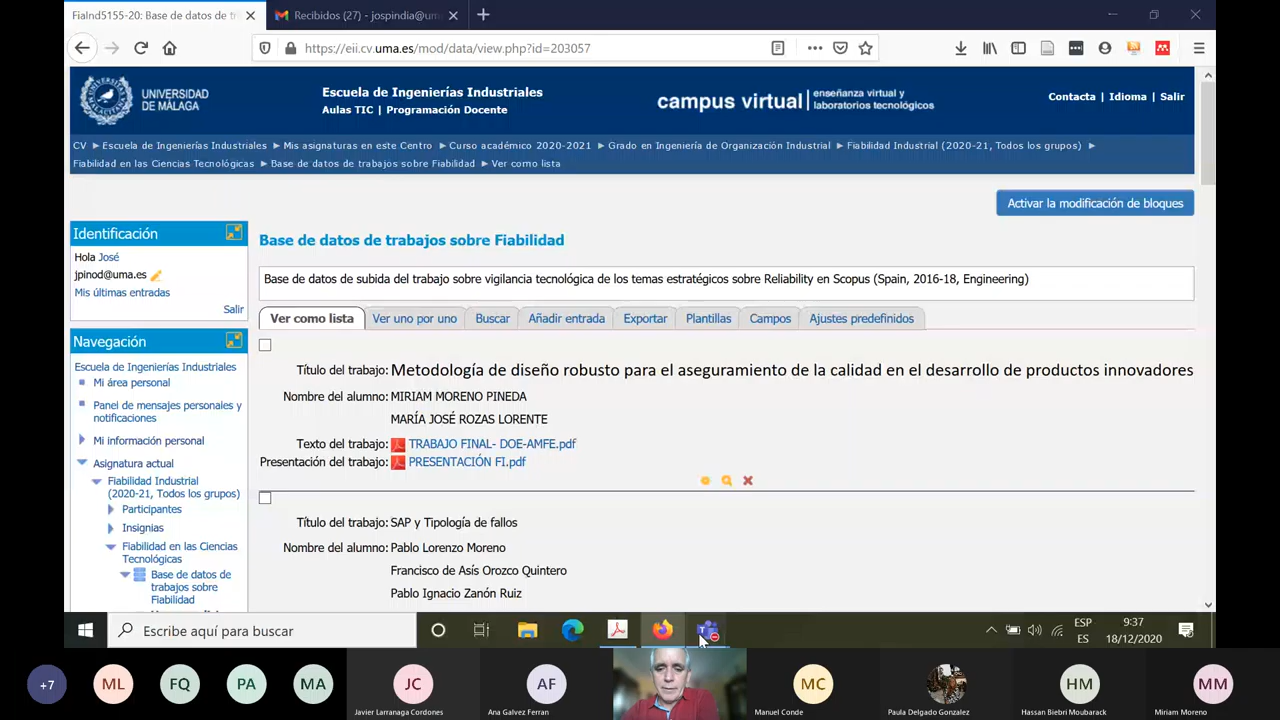 FiaInd5155-20: Base de datos de tr
Recibidos (27) - jospindia@uma
https://eii.cv.uma.es/mod/data/view.php?id=203057
UNIVERSIDAD
DE MÁLAGA
Escuela de Ingenierías Industriales
Aulas TIC | Programación Docente
campus virtual
enseñanza virtual y
laboratorios tecnológicos
Contacta | Idioma | Salir
CV ► Escuela de Ingenierías Industriales ► Mis asignaturas en este Centro ► Curso académico 2020-2021 ► Grado en Ingeniería de Organización Industrial ► Fiabilidad Industrial (2020-21, Todos los grupos) ►
Fiabilidad en las Ciencias Tecnológicas ► Base de datos de trabajos sobre Fiabilidad ► Ver como lista
Activar la modificación de bloques
Identificación
Hola José
jpinod@uma.es
Mis últimas entradas
Salir
Navegación
Escuela de Ingenierías Industriales
Mi área personal
Panel de mensajes personales y
notificaciones
Mi información personal
Asignatura actual
Fiabilidad Industrial
(2020-21, Todos los grupos)
Participantes
Insignias
Fiabilidad en las Ciencias
Tecnológicas
Base de datos de
trabajos sobre
Fiabilidad
Base de datos de trabajos sobre Fiabilidad
Base de datos de subida del trabajo sobre vigilancia tecnológica de los temas estratégicos sobre Reliability en Scopus (Spain, 2016-18, Engineering)
Ver como lista
Ver uno por uno
Buscar
Añadir entrada
Exportar
Plantillas
Campos
Ajustes predefinidos
Título del trabajo: Metodología de diseño robusto para el aseguramiento de la calidad en el desarrollo de productos innovadores
Nombre del alumno: MIRIAM MORENO PINEDA
MARÍA JOSÉ ROZAS LORENTE
Texto del trabajo: TRABAJO FINAL- DOE-AMFE.pdf
Presentación del trabajo: PRESENTACIÓN FI.pdf
Título del trabajo: SAP y Tipología de fallos
Nombre del alumno: Pablo Lorenzo Moreno
Francisco de Asís Orozco Quintero
Pablo Ignacio Zanón Ruiz
Escribe aquí para buscar
ESP
ES
9:37
18/12/2020
+7
ML
FQ
PA
MA
JC
Javier Larranaga Cordones
AF
Ana Galvez Ferran
MC
Manuel Conde
Paula Delgado Gonzalez
HM
Hassan Biebri Moubarack
MM
Miriam Moreno